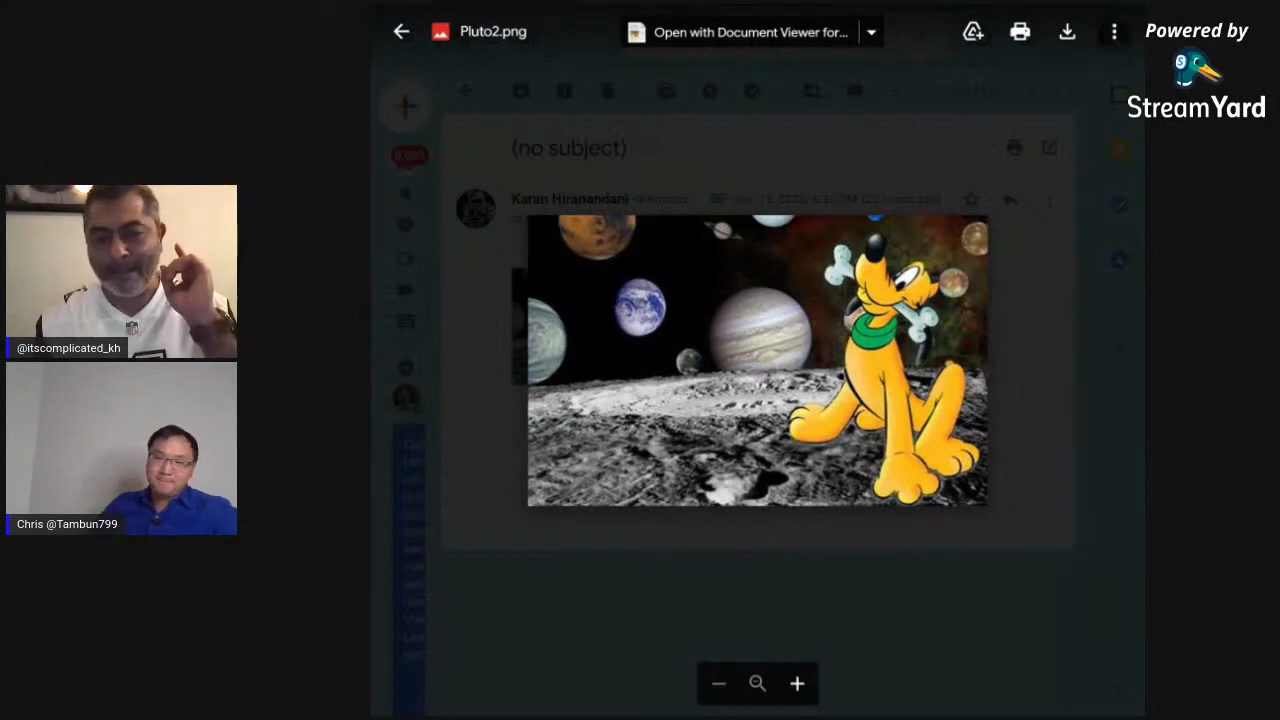 Pluto2.png
Open with Document Viewer for...
Powered by
StreamYard
(no subject)
Karan Hiranandani
@itscomplicated_kh
Chris @Tambun799